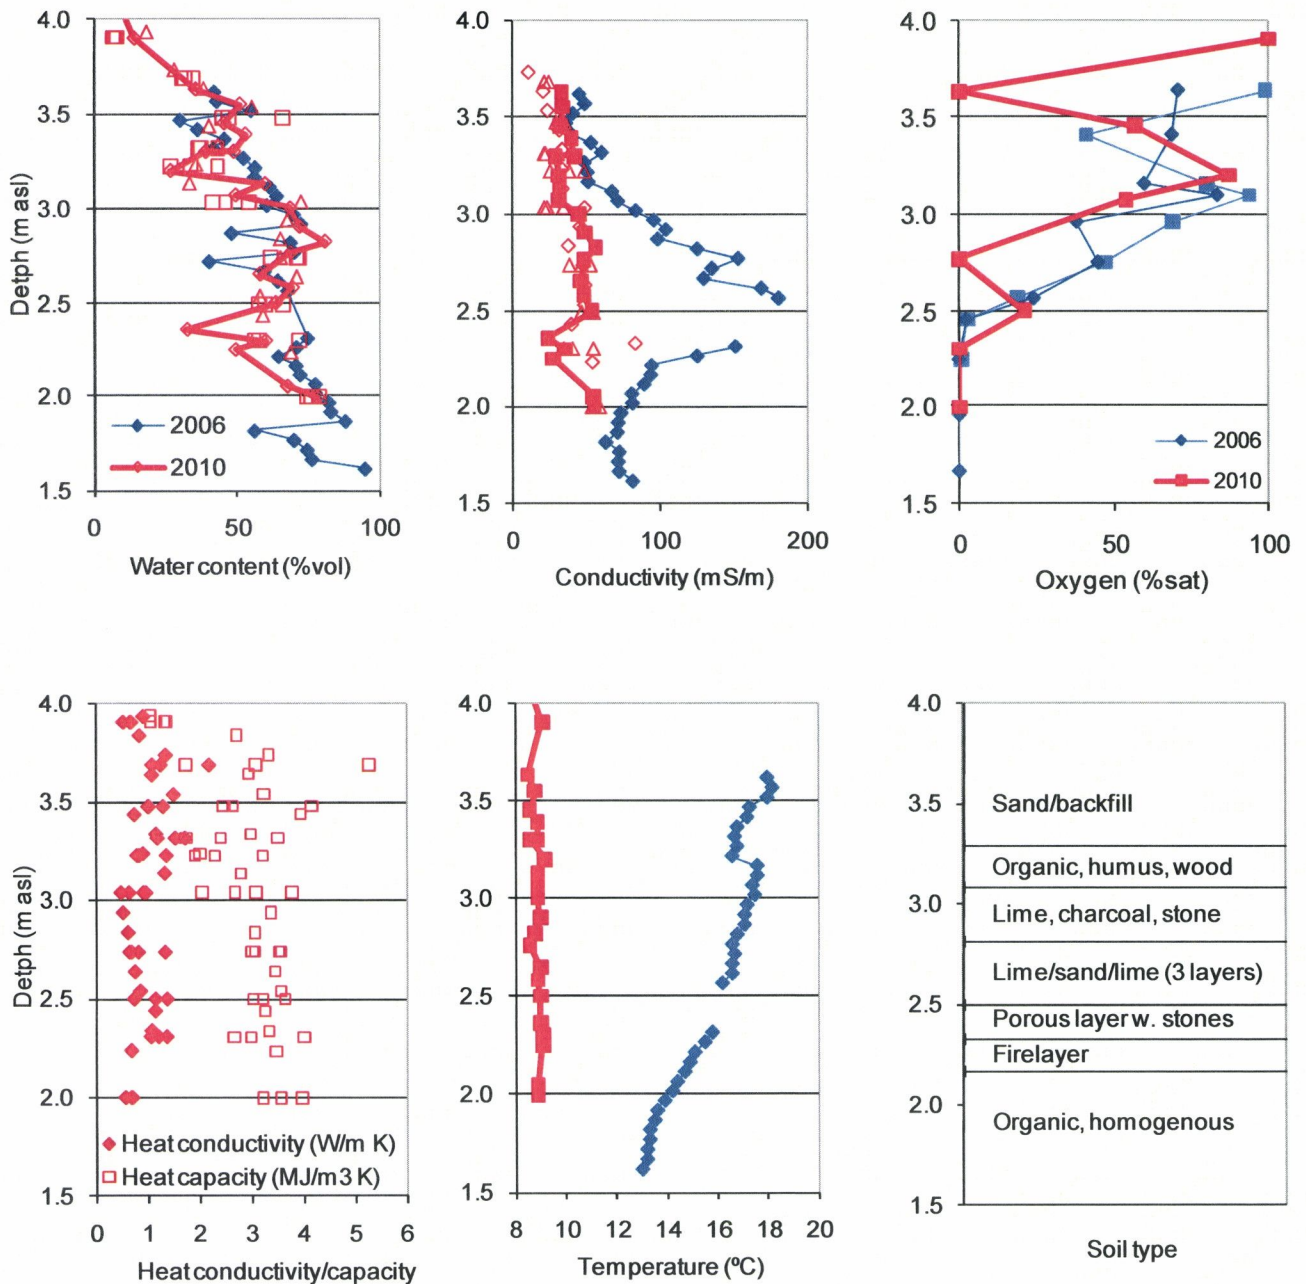 4.0
3.5
3.0
2.5
2.0
1.5
Detph (m asl)
2006
2010
0 50 100
Water content (%vol)
4.0
3.5
3.0
2.5
2.0
1.5
0 100 200
Conductivity (mS/m)
4.0
3.5
3.0
2.5
2.0
1.5
2006
2010
0 50 100
Oxygen (%sat)
4.0
3.5
3.0
2.5
2.0
1.5
Detph (m asl)
Heat conductivity (W/m K)
Heat capacity (MJ/m3 K)
0 1 2 3 4 5 6
Heat conductivity/capacity
4.0
3.5
3.0
2.5
2.0
1.5
8 10 12 14 16 18 20
Temperature (ºC)
4.0
3.5
3.0
2.5
2.0
1.5
Sand/backfill
Organic, humus, wood
Lime, charcoal, stone
Lime/sand/lime (3 layers)
Porous layer w. stones
Firelayer
Organic, homogenous
Soil type